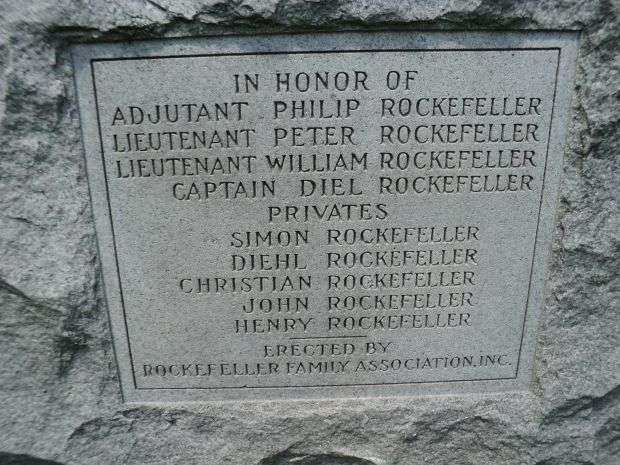 IN HONOR OF
ADJUTANT PHILIP ROCKEFELLER
LIEUTENANT PETER ROCKEFELLER
LIEUTENANT WILLIAM ROCKEFELLER
CAPTAIN DIEL ROCKEFELLER
PRIVATES
SIMON ROCKEFELLER
DIEHL ROCKEFELLER
CHRISTIAN ROCKEFELLER
JOHN ROCKEFELLER
HENRY ROCKEFELLER
ERECTED BY
ROCKEFELLER FAMILY ASSOCIATION, INC.